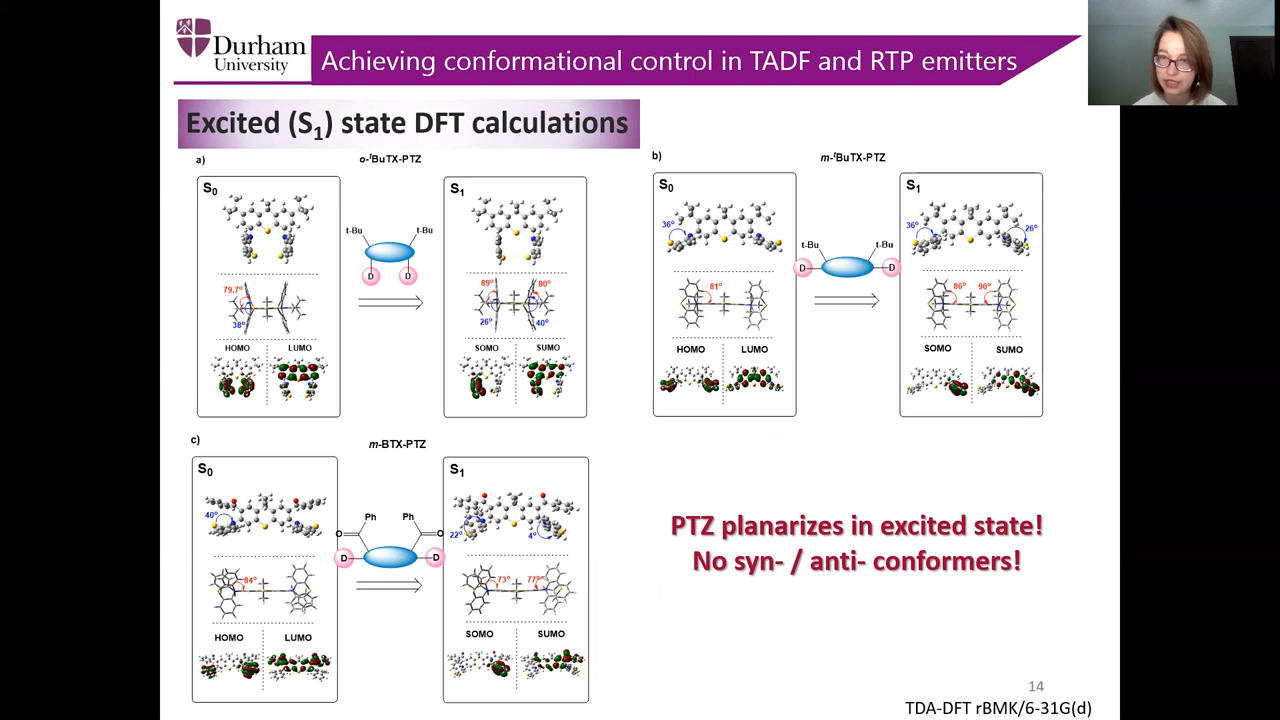 Durham
University
Achieving conformational control in TADF and RTP emitters
Excited (S₁) state DFT calculations
a)
o-ᵗBuTX-PTZ
S₀
S₁
t-Bu
t-Bu
D
D
79.7°
38°
89°
80°
26°
40°
HOMO
LUMO
SOMO
SUMO
b)
m-ᵗBuTX-PTZ
S₀
S₁
36°
36°
26°
t-Bu
t-Bu
D
D
81°
86°
90°
HOMO
LUMO
SOMO
SUMO
c)
m-BTX-PTZ
S₀
S₁
40°
22°
4°
Ph
Ph
O
O
D
D
84°
73°
77°
HOMO
LUMO
SOMO
SUMO
PTZ planarizes in excited state!
No syn- / anti- conformers!
14
TDA-DFT rBMK/6-31G(d)